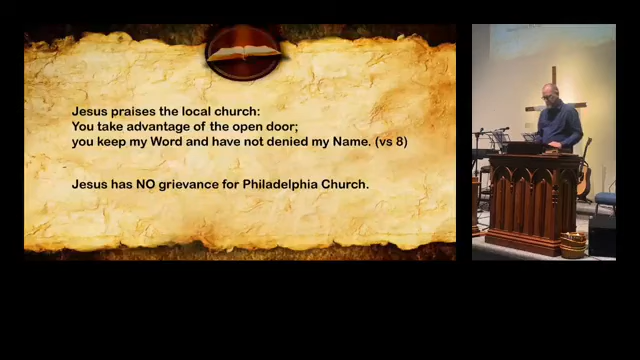 Jesus praises the local church:
You take advantage of the open door;
you keep my Word and have not denied my Name. (vs 8)
Jesus has NO grievance for Philadelphia Church.